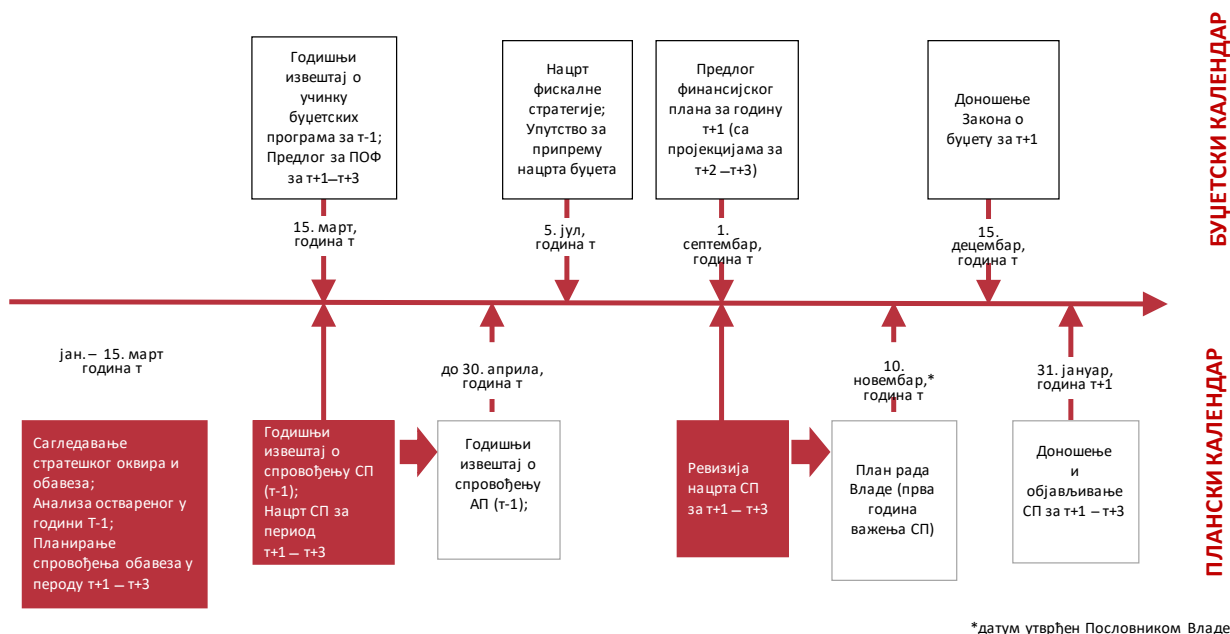 Годишњи
извештај о
учинку
буџетских
програма за т-1;
Предлог за ПОФ
за т+1—т+3
Нацрт
фискалне
стратегије;
Упутство за
припрему
нацрта буџета
Предлог
финансијског
плана за годину
т+1 (са
пројекцијама за
т+2 —т+3)
Доношење
Закона о
буџету за т+1
БУЏЕТСКИ КАЛЕНДАР
15. март,
година т
5. јул,
година т
1.
септембар,
година т
15.
децембар,
година т
јан. – 15. март
година т
до 30. априла,
година т
10.
новембар,*
година т
31. јануар,
година т+1
ПЛАНСКИ КАЛЕНДАР
Сагледавање
стратешког оквира и
обавеза;
Анализа оствареног у
години Т-1;
Планирање
спровођења обавеза у
пероду т+1 — т+3
Годишњи
извештај о
спровођењу СП
(т-1);
Нацрт СП за
период
т+1 — т+3
Годишњи
извештај о
спровођењу
АП (т-1);
Ревизија
нацрта СП
за т+1 — т+3
План рада
Владе (прва
година
важења СП)
Доношење
и
објављивање
СП за т+1 – т+3
*датум утврђен Пословником Владе